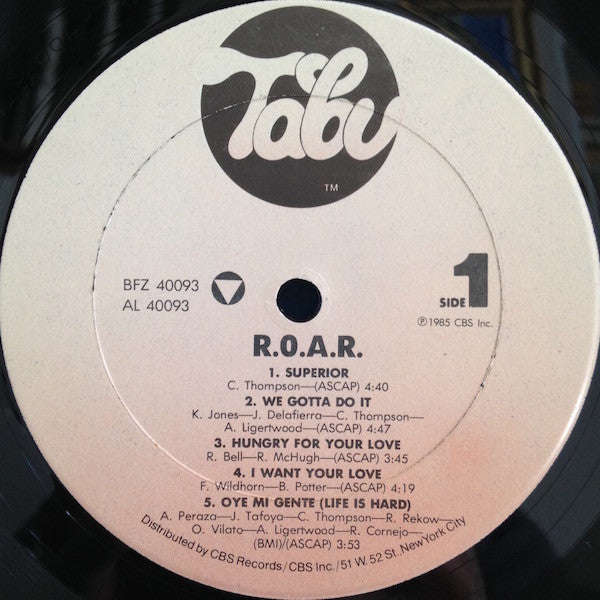 Tabu
TM
BFZ 40093
AL 40093
SIDE 1
℗1985 CBS Inc.
R.O.A.R.
1. SUPERIOR
C. Thompson—(ASCAP) 4:40
2. WE GOTTA DO IT
K. Jones—J. Delafierra—C. Thompson—
A. Ligertwood—(ASCAP) 4:47
3. HUNGRY FOR YOUR LOVE
R. Bell—R. McHugh—(ASCAP) 3:45
4. I WANT YOUR LOVE
F. Wildhorn—B. Potter—(ASCAP) 4:19
5. OYE MI GENTE (LIFE IS HARD)
A. Peraza—J. Tafoya—C. Thompson—R. Rekow—
O. Vilato—A. Ligertwood—R. Cornejo—
(BMI)/(ASCAP) 3:53
Distributed by CBS Records/CBS Inc./51 W. 52 St., New York City